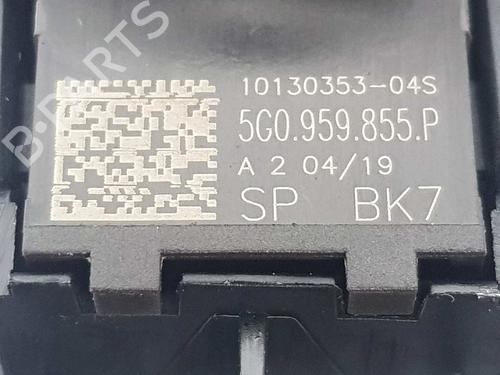 10130353-04S
5G0.959.855.P
A 2 04/19
SP BK7
B-PARTS